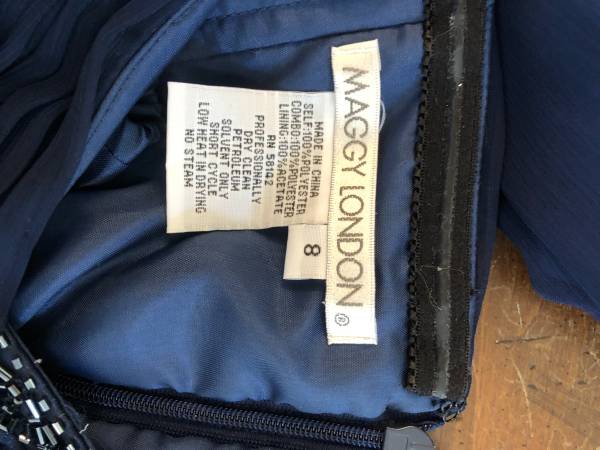 MAGGY LONDON ®
8
MADE IN CHINA
SELF:100%POLYESTER
COMBO:100%POLYESTER
LINING:100%ACETATE
RN 58142
PROFESSIONALLY
DRY CLEAN
PETROLEUM
SOLVENT ONLY
SHORT CYCLE
LOW HEAT IN DRYING
NO STEAM